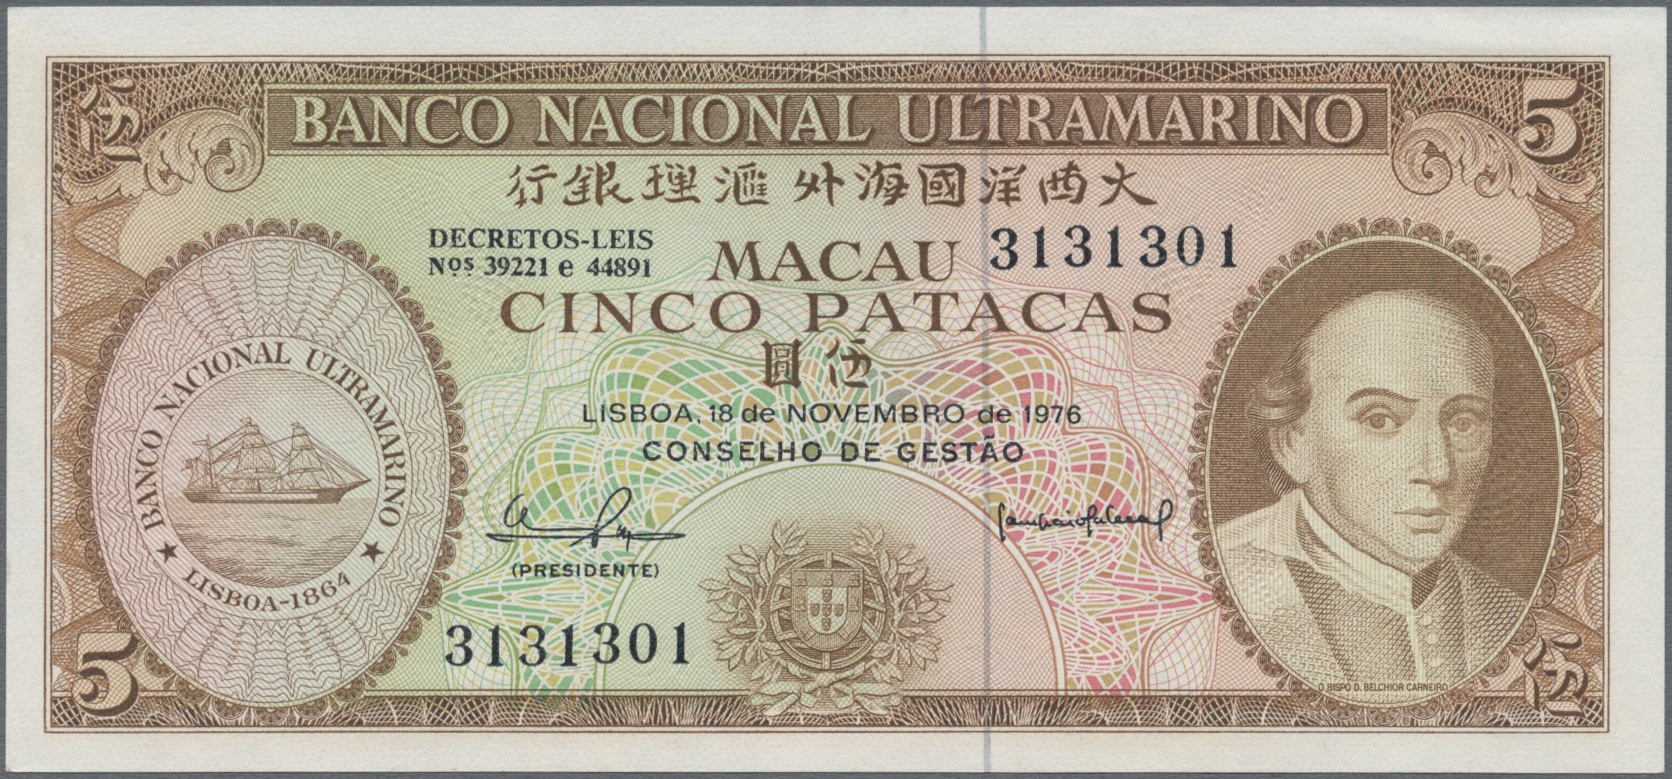 伍 BANCO NACIONAL ULTRAMARINO 5
行銀理滙外海國洋西大
DECRETOS-LEIS
Nos 39221 e 44891
MACAU 3131301
CINCO PATACAS
圓伍
LISBOA, 18 de NOVEMBRO de 1976
CONSELHO DE GESTÃO
BANCO NACIONAL ULTRAMARINO
★ LISBOA-1864 ★
(PRESIDENTE)
3131301
O BISPO D. BELCHIOR CARNEIRO
5 伍